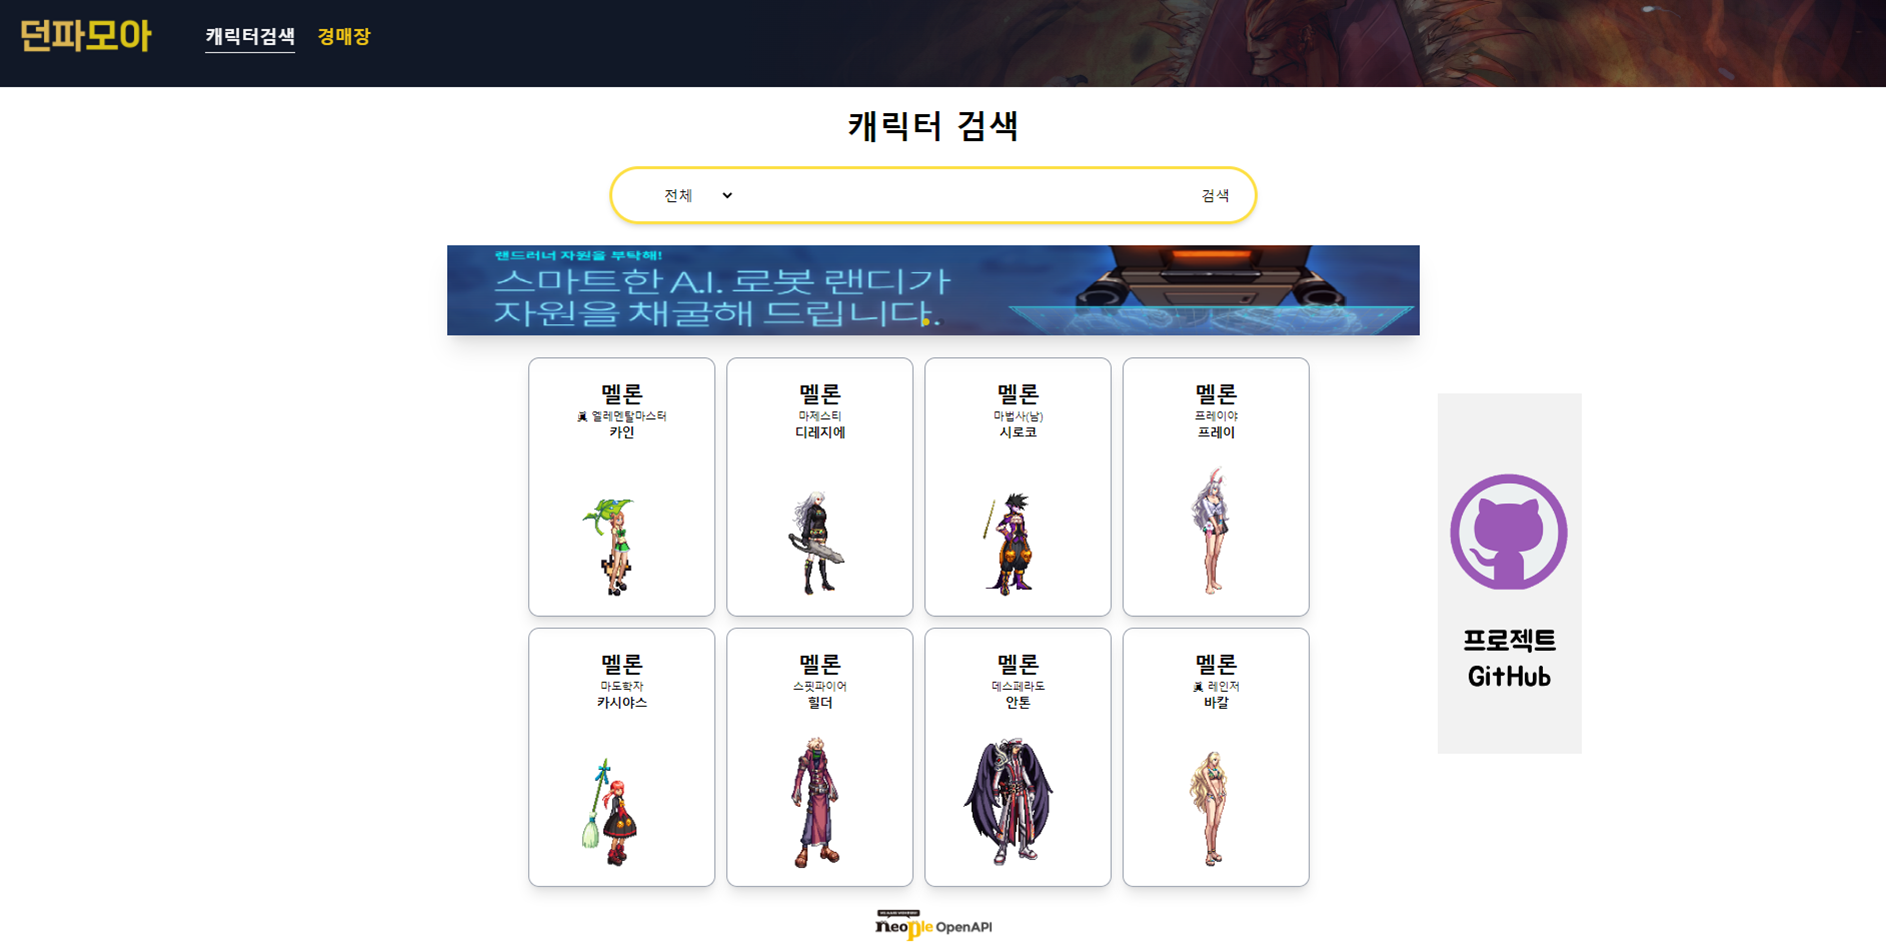 던파모아
캐릭터검색 경매장
캐릭터 검색
전체 검색
랜드러너 자원을 부탁해!
스마트한 A.I. 로봇 랜디가
자원을 채굴해 드립니다.
멜론
眞 엘레멘탈마스터
카인
멜론
마제스티
디레지에
멜론
마법사(남)
시로코
멜론
프레이야
프레이
멜론
마도학자
카시야스
멜론
스핏파이어
힐더
멜론
데스페라도
안톤
멜론
眞 레인저
바칼
프로젝트
GitHub
neople OpenAPI